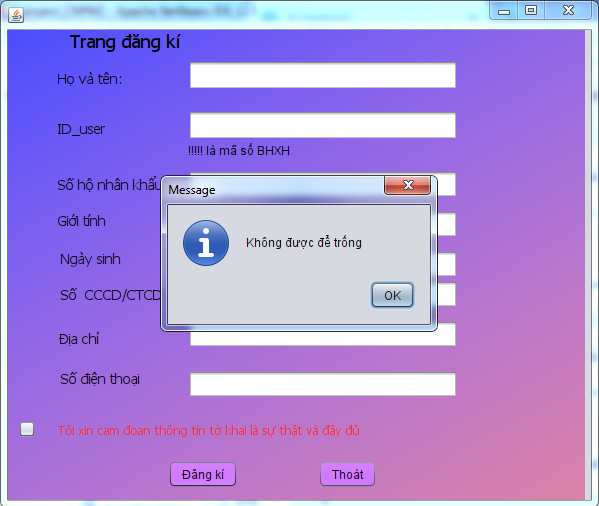 Trang đăng kí
Họ và tên:
ID_user
!!!!! là mã số BHXH
Số hộ nhân khẩu
Message
Giới tính
Không được để trống
Ngày sinh
Số CCCD/CTCD
OK
Địa chỉ
Số điện thoại
Tôi xin cam đoan thông tin tờ khai là sự thật và đầy đủ
Đăng kí
Thoát